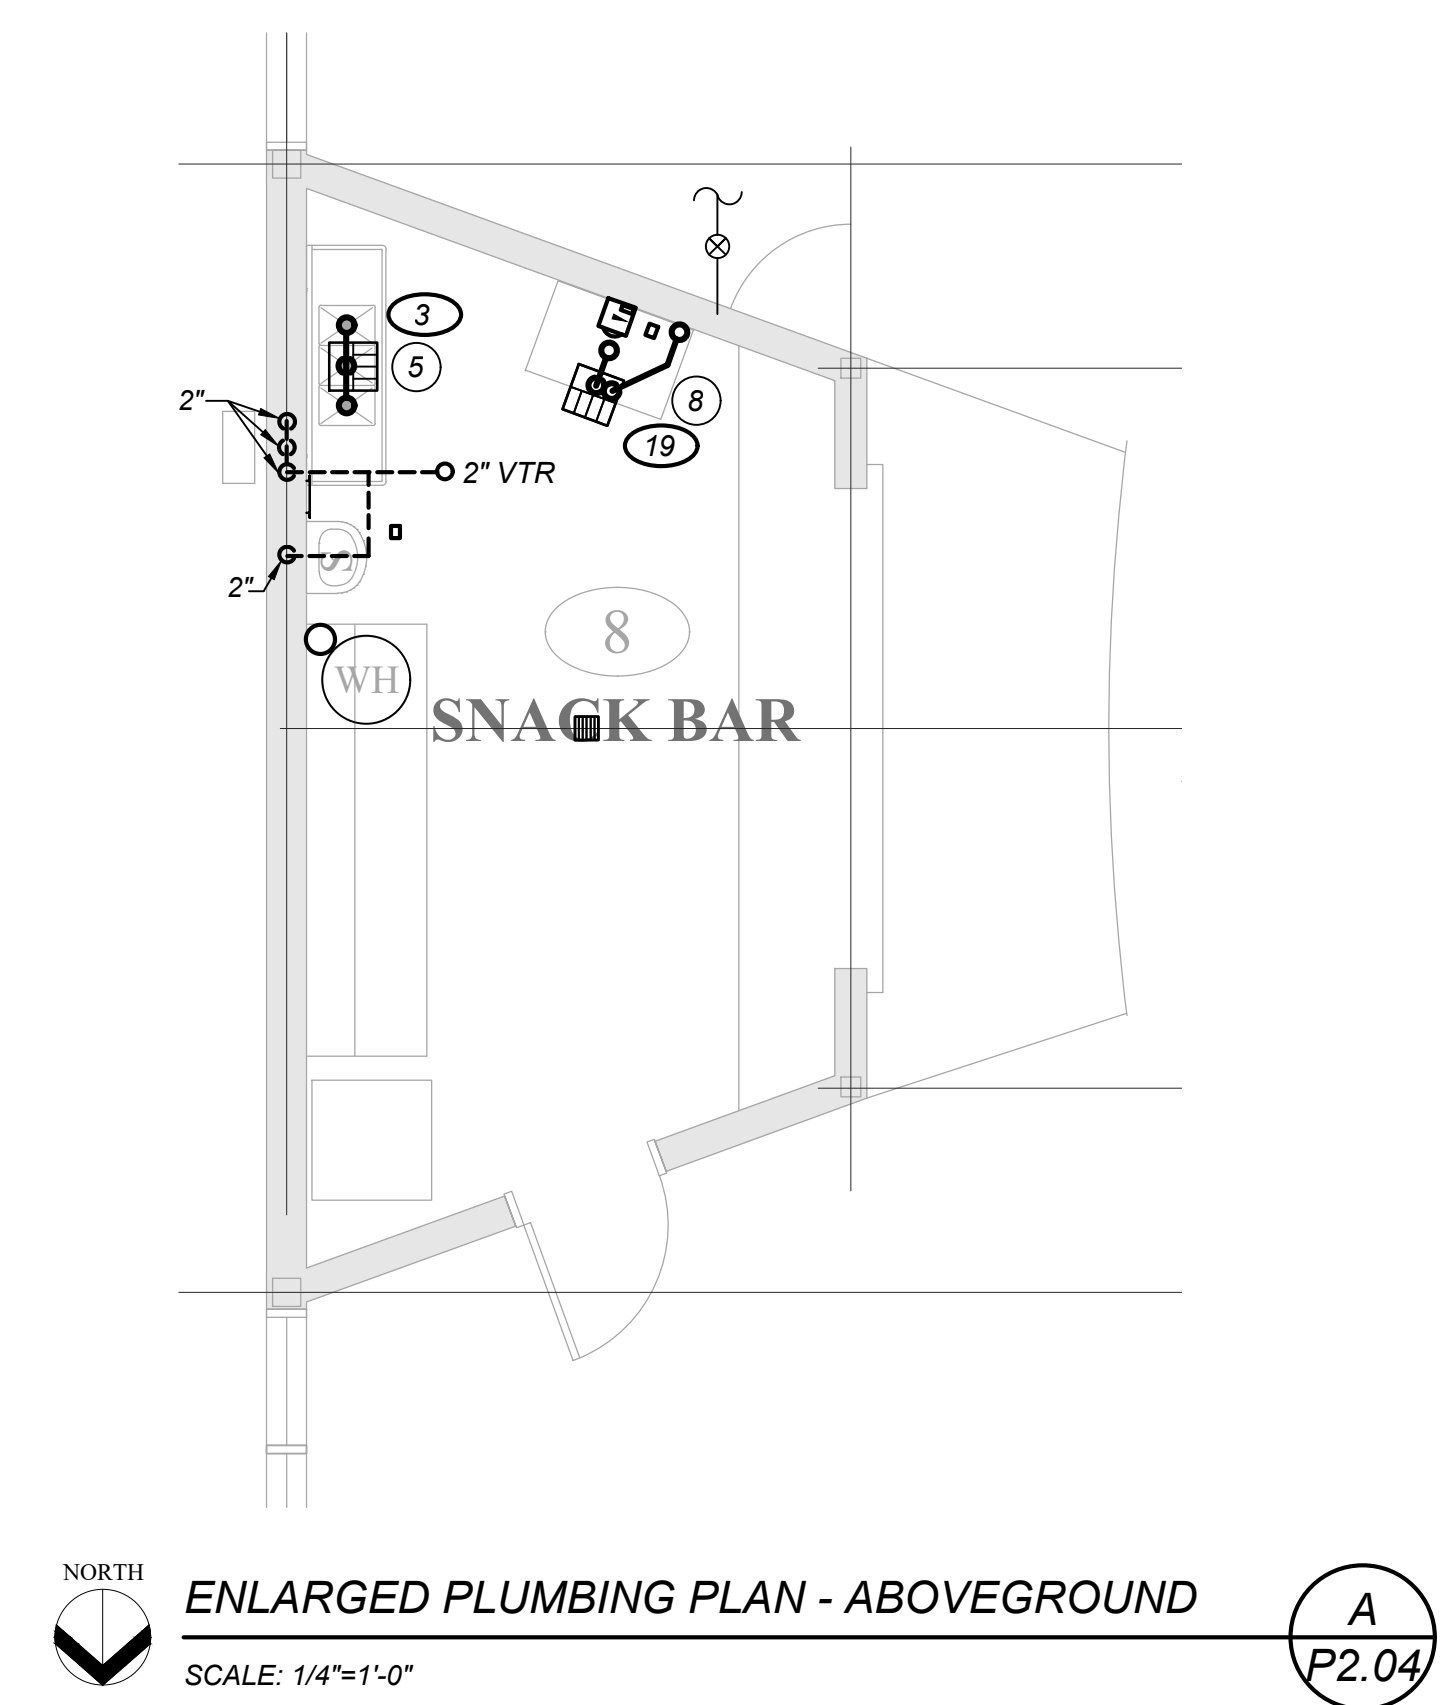 3
5
2"
8
19
2" VTR
S
2"
8
WH
SNACK BAR
NORTH
ENLARGED PLUMBING PLAN - ABOVEGROUND
A
P2.04
SCALE: 1/4"=1'-0"